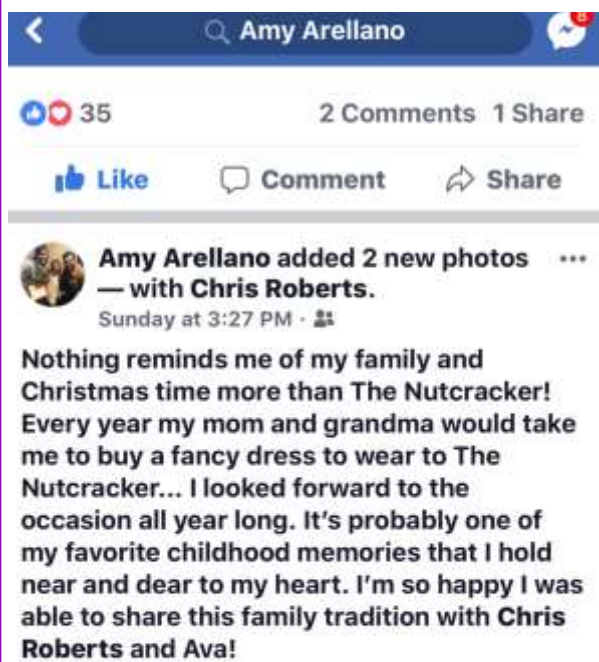 Amy Arellano
8
35
2 Comments 1 Share
Like Comment Share
Amy Arellano added 2 new photos
— with Chris Roberts.
Sunday at 3:27 PM ·
Nothing reminds me of my family and
Christmas time more than The Nutcracker!
Every year my mom and grandma would take
me to buy a fancy dress to wear to The
Nutcracker... I looked forward to the
occasion all year long. It's probably one of
my favorite childhood memories that I hold
near and dear to my heart. I'm so happy I was
able to share this family tradition with Chris
Roberts and Ava!